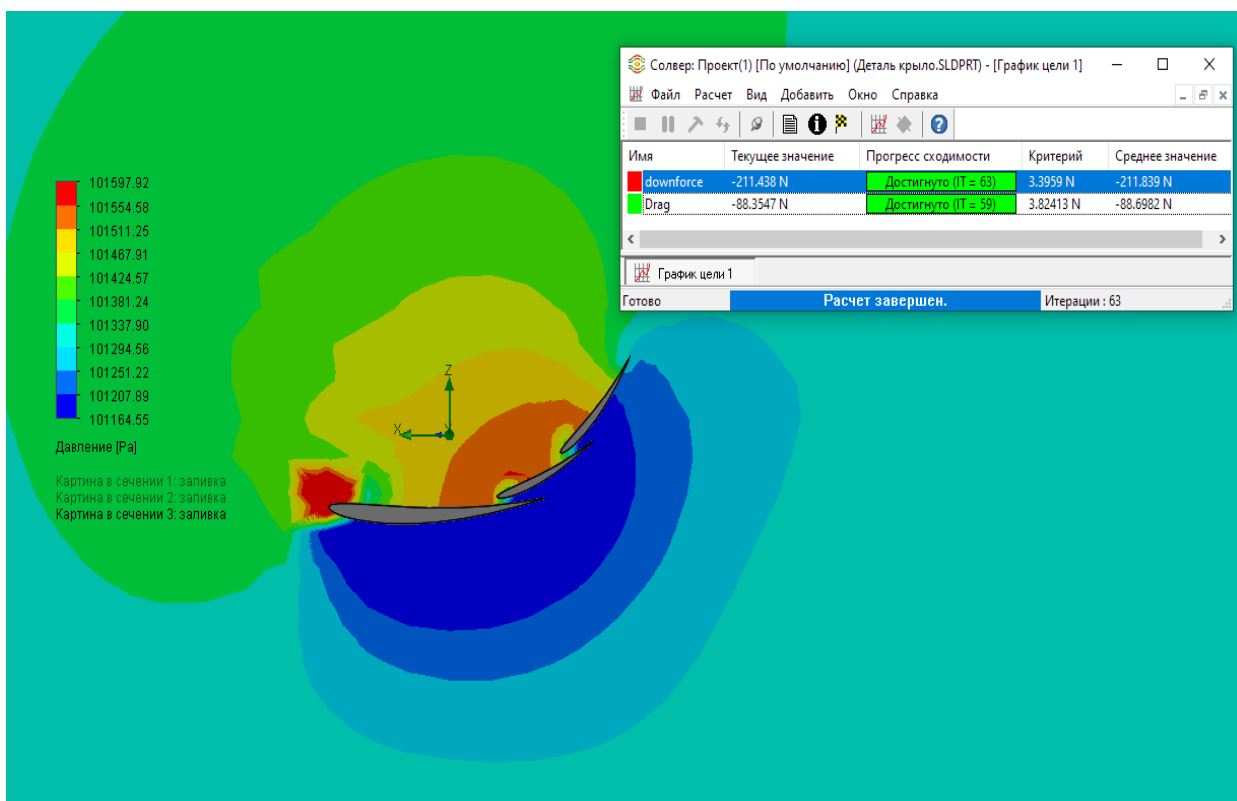 Солвер: Проект(1) [По умолчанию] (Деталь крыло.SLDPRT) - [График цели 1]
Файл Расчет Вид Добавить Окно Справка
Имя Текущее значение Прогресс сходимости Критерий Среднее значение
downforce -211.438 N Достигнуто (IT = 63) 3.3959 N -211.839 N
Drag -88.3547 N Достигнуто (IT = 59) 3.82413 N -88.6982 N
График цели 1
Готово Расчет завершен. Итерации : 63
101597.92
101554.58
101511.25
101467.91
101424.57
101381.24
101337.90
101294.56
101251.22
101207.89
101164.55
Давление [Pa]
Картина в сечении 1: заливка
Картина в сечении 2: заливка
Картина в сечении 3: заливка
Z
X
Y